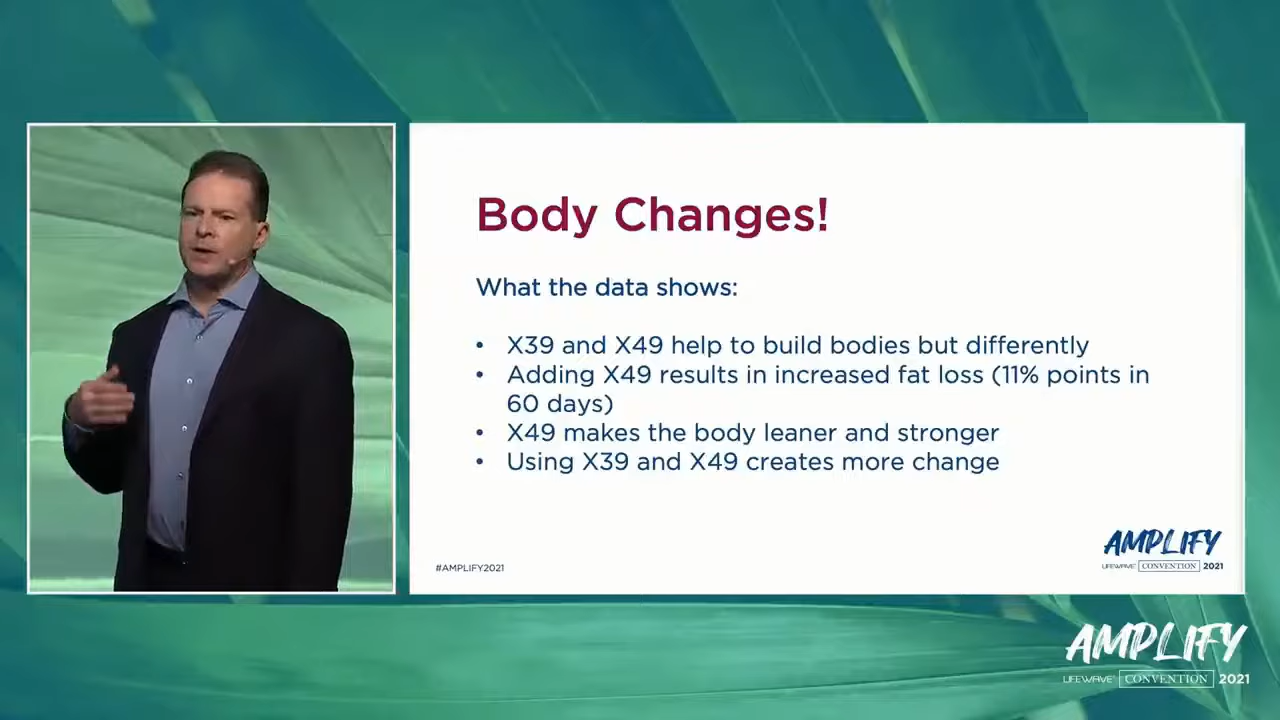 Body Changes!
What the data shows:
• X39 and X49 help to build bodies but differently
• Adding X49 results in increased fat loss (11% points in
60 days)
• X49 makes the body leaner and stronger
• Using X39 and X49 creates more change
#AMPLIFY2021
AMPLIFY
LIFEWAVE CONVENTION 2021
AMPLIFY
LIFEWAVE CONVENTION 2021